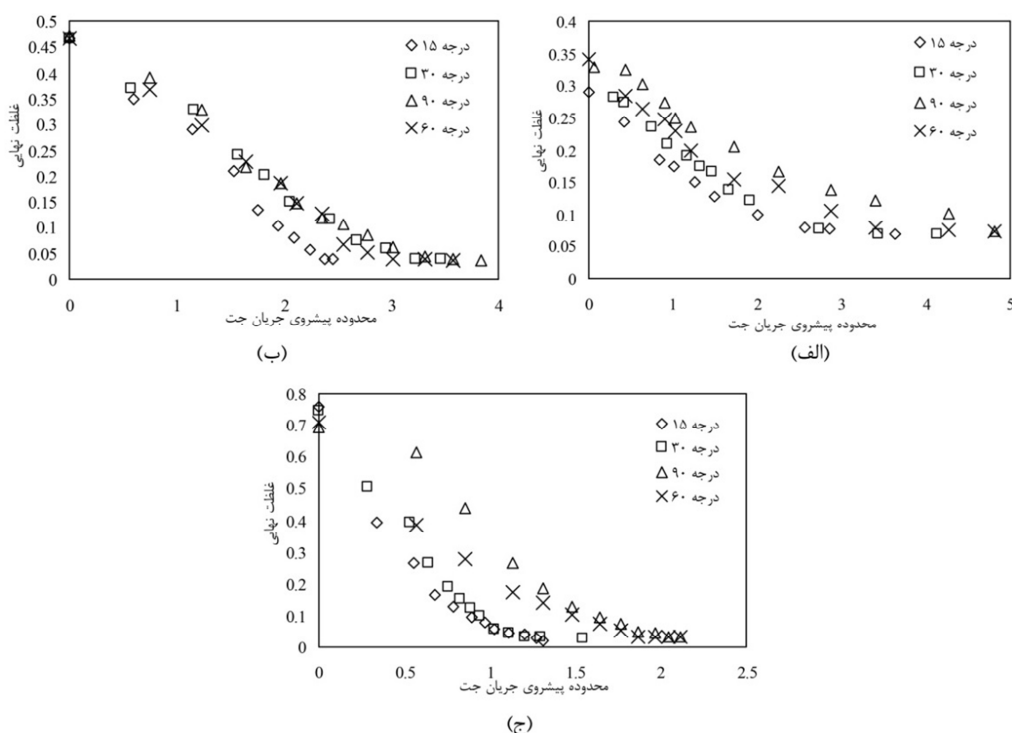 0.4
0.35
0.3
0.25
0.2
0.15
0.1
0.05
0
غلظت نهایی
۱۵ درجه
۳۰ درجه
۹۰ درجه
۶۰ درجه
0 1 2 3 4 5
محدوده پیشروی جریان جت
(الف)
0.5
0.45
0.4
0.35
0.3
0.25
0.2
0.15
0.1
0.05
0
غلظت نهایی
۱۵ درجه
۳۰ درجه
۹۰ درجه
۶۰ درجه
0 1 2 3 4
محدوده پیشروی جریان جت
(ب)
0.8
0.7
0.6
0.5
0.4
0.3
0.2
0.1
0
غلظت نهایی
۱۵ درجه
۳۰ درجه
۹۰ درجه
۶۰ درجه
0 0.5 1 1.5 2 2.5
محدوده پیشروی جریان جت
(ج)